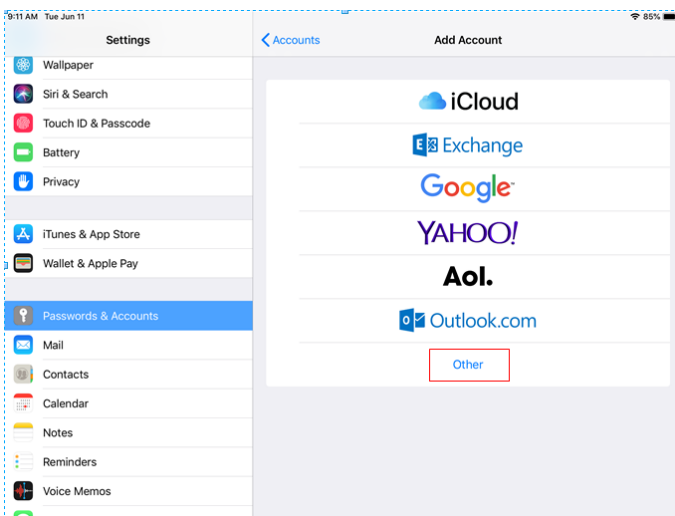 9:11 AM Tue Jun 11
85%
Settings
Wallpaper
Siri & Search
Touch ID & Passcode
Battery
Privacy
iTunes & App Store
Wallet & Apple Pay
Passwords & Accounts
Mail
Contacts
Calendar
Notes
Reminders
Voice Memos
Accounts
Add Account
iCloud
Exchange
Google
YAHOO!
Aol.
Outlook.com
Other